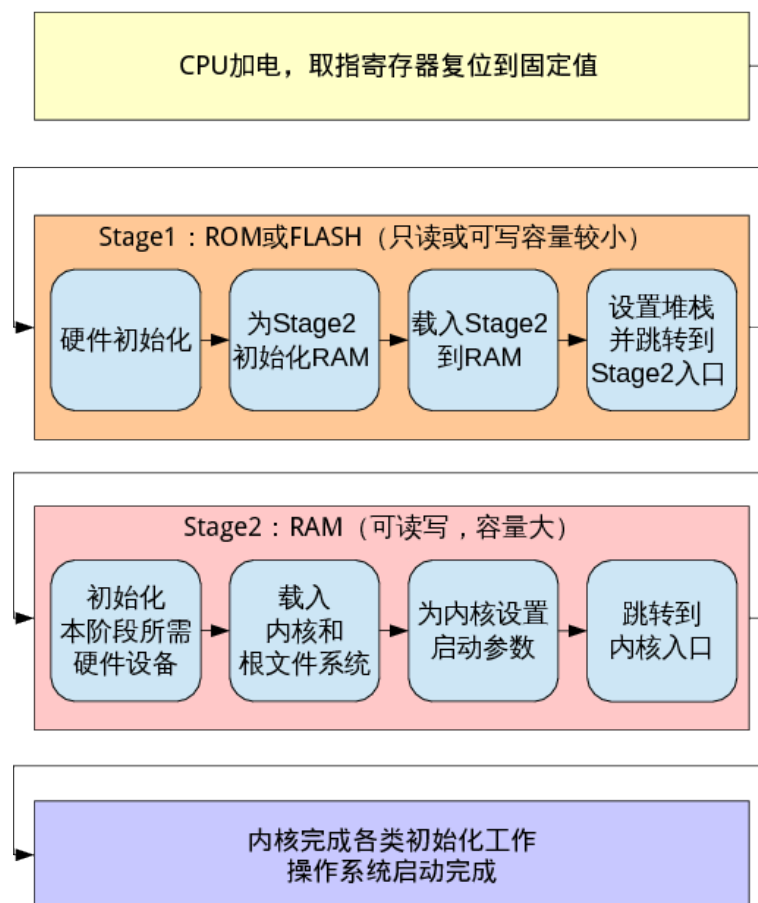 CPU加电，取指寄存器复位到固定值
Stage1：ROM或FLASH（只读或可写容量较小）
硬件初始化
为Stage2
初始化RAM
载入Stage2
到RAM
设置堆栈
并跳转到
Stage2入口
Stage2：RAM（可读写，容量大）
初始化
本阶段所需
硬件设备
载入
内核和
根文件系统
为内核设置
启动参数
跳转到
内核入口
内核完成各类初始化工作
操作系统启动完成